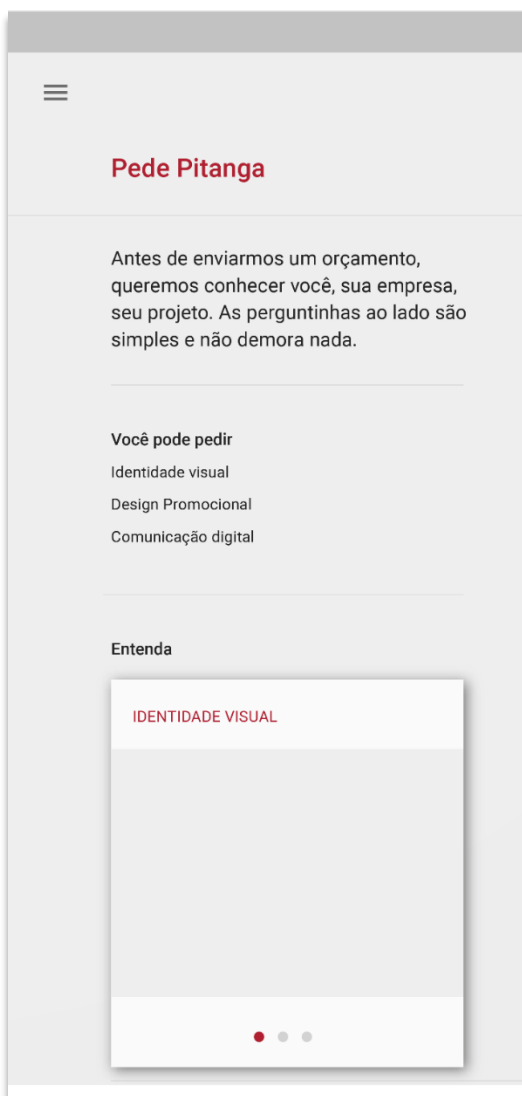 Pede Pitanga
Antes de enviarmos um orçamento,
queremos conhecer você, sua empresa,
seu projeto. As perguntinhas ao lado são
simples e não demora nada.
Você pode pedir
Identidade visual
Design Promocional
Comunicação digital
Entenda
IDENTIDADE VISUAL